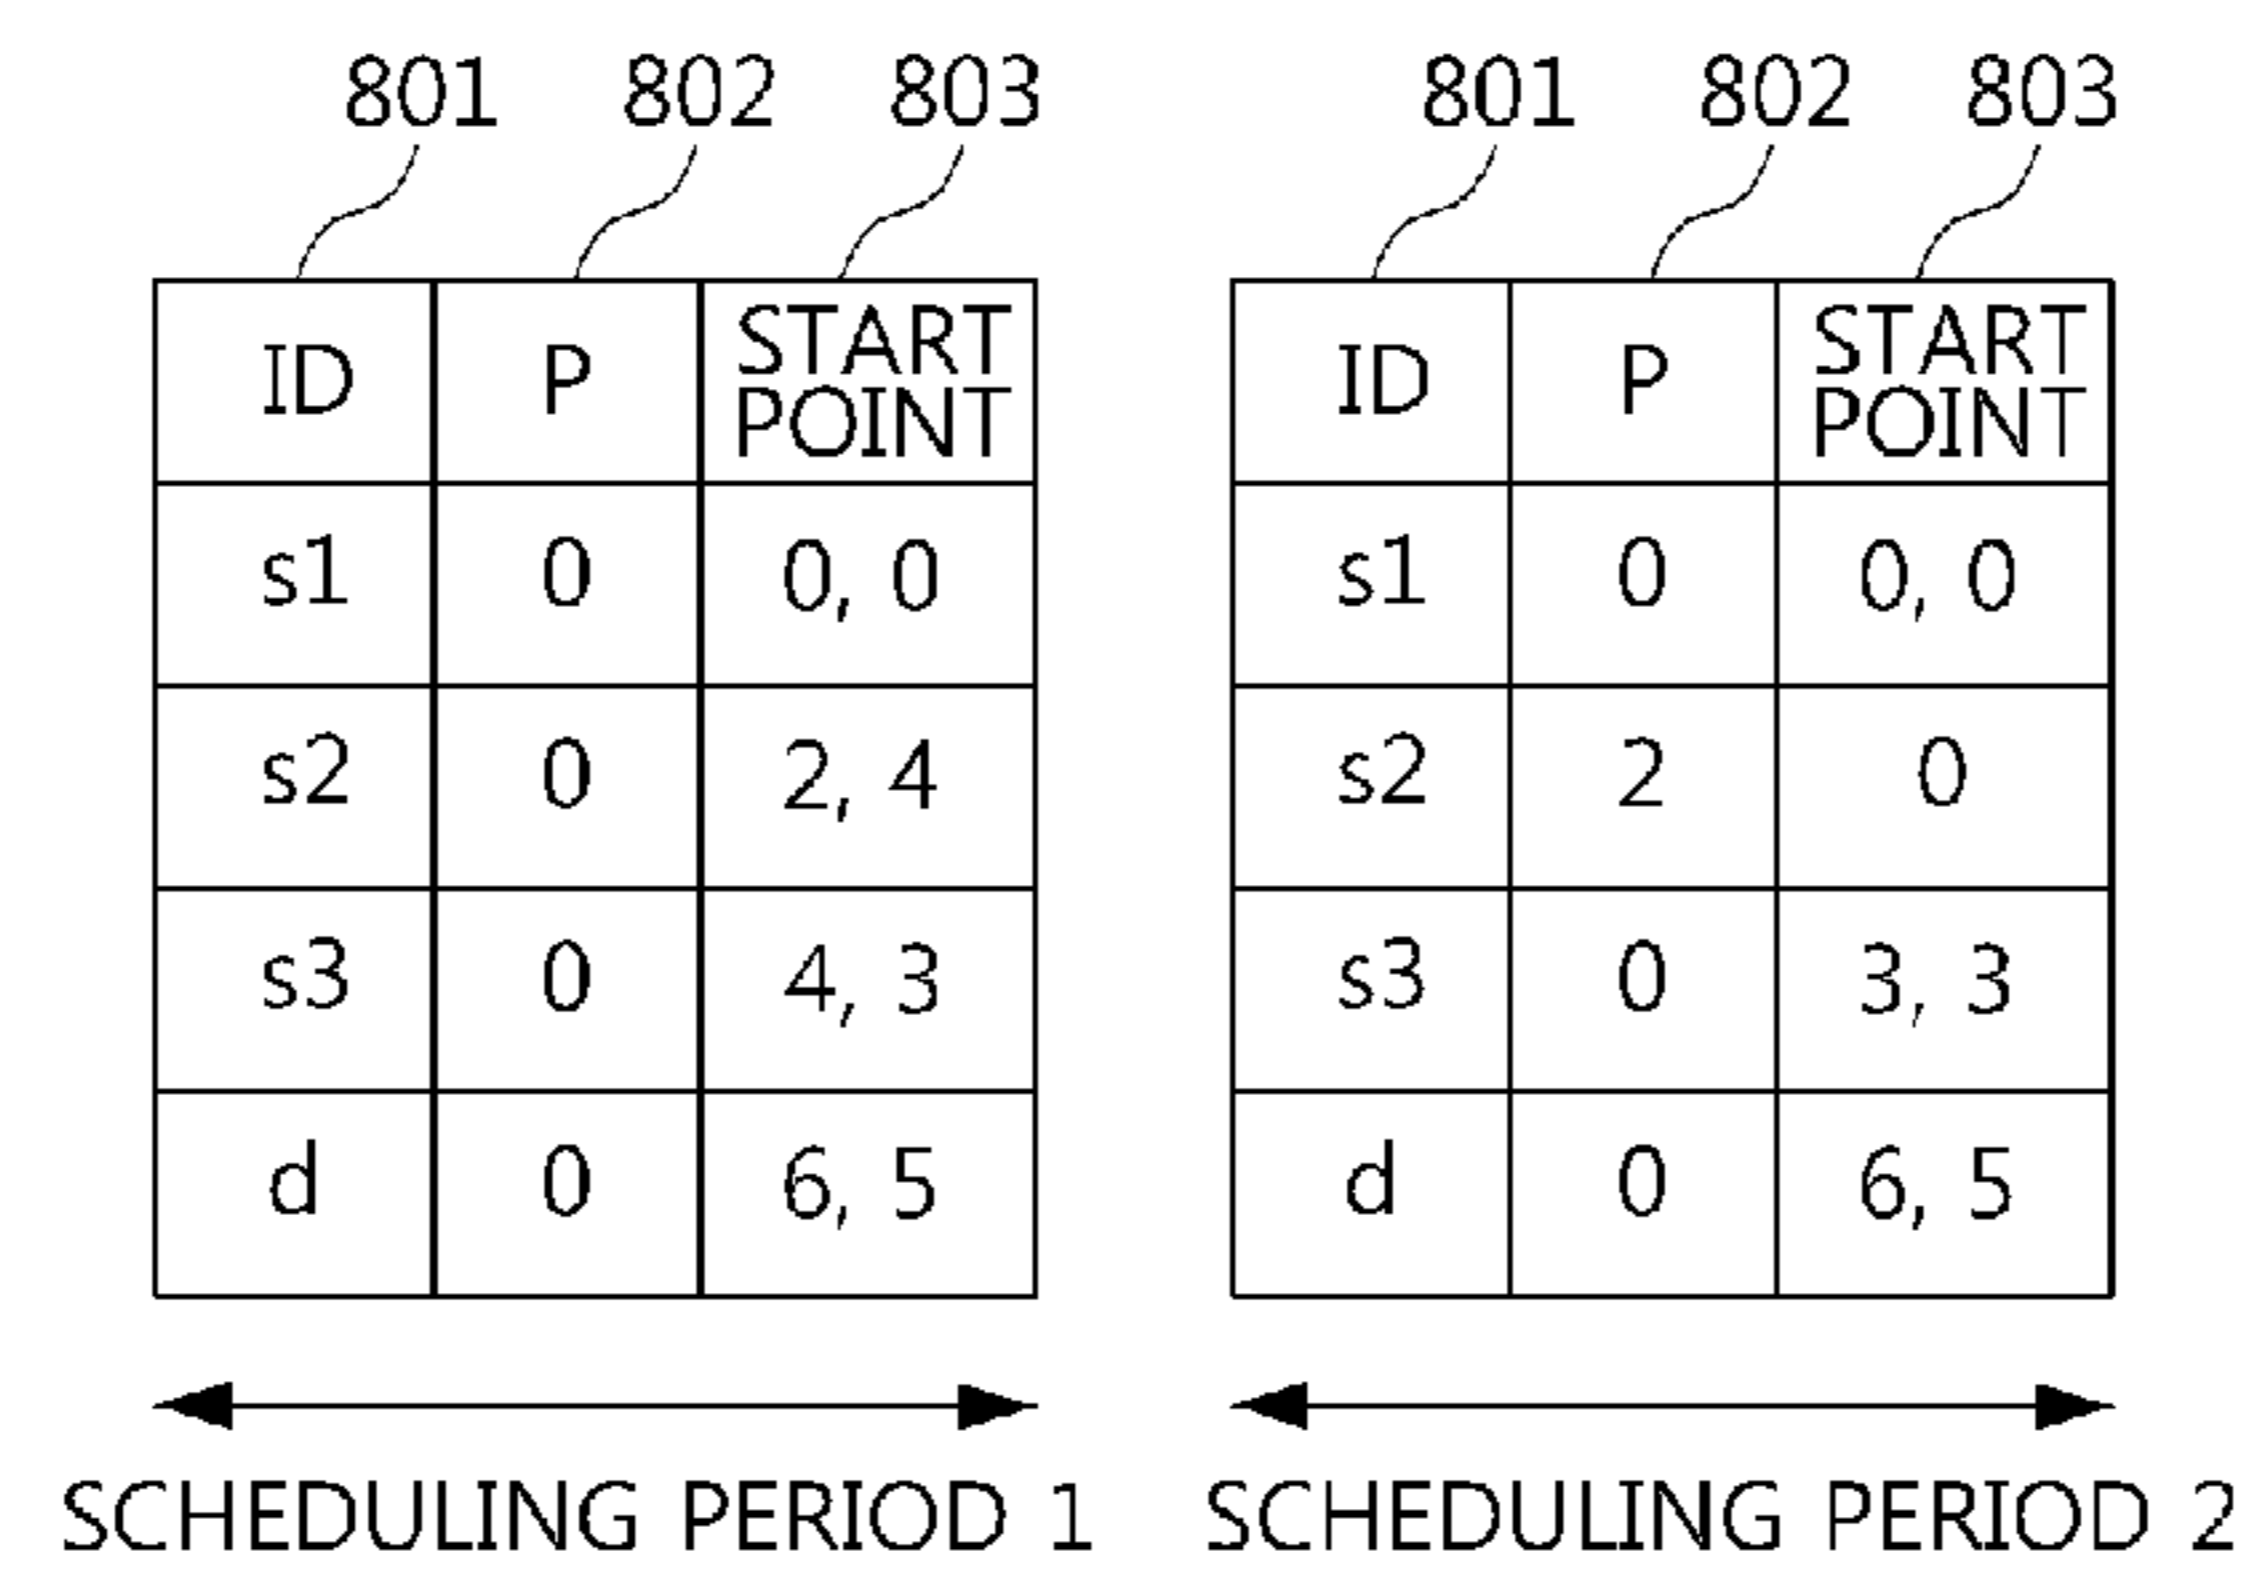 801 802 803 801 802 803
ID P START POINT ID P START POINT
s1 0 0, 0 s1 0 0, 0
s2 0 2, 4 s2 2 0
s3 0 4, 3 s3 0 3, 3
d 0 6, 5 d 0 6, 5
SCHEDULING PERIOD 1 SCHEDULING PERIOD 2